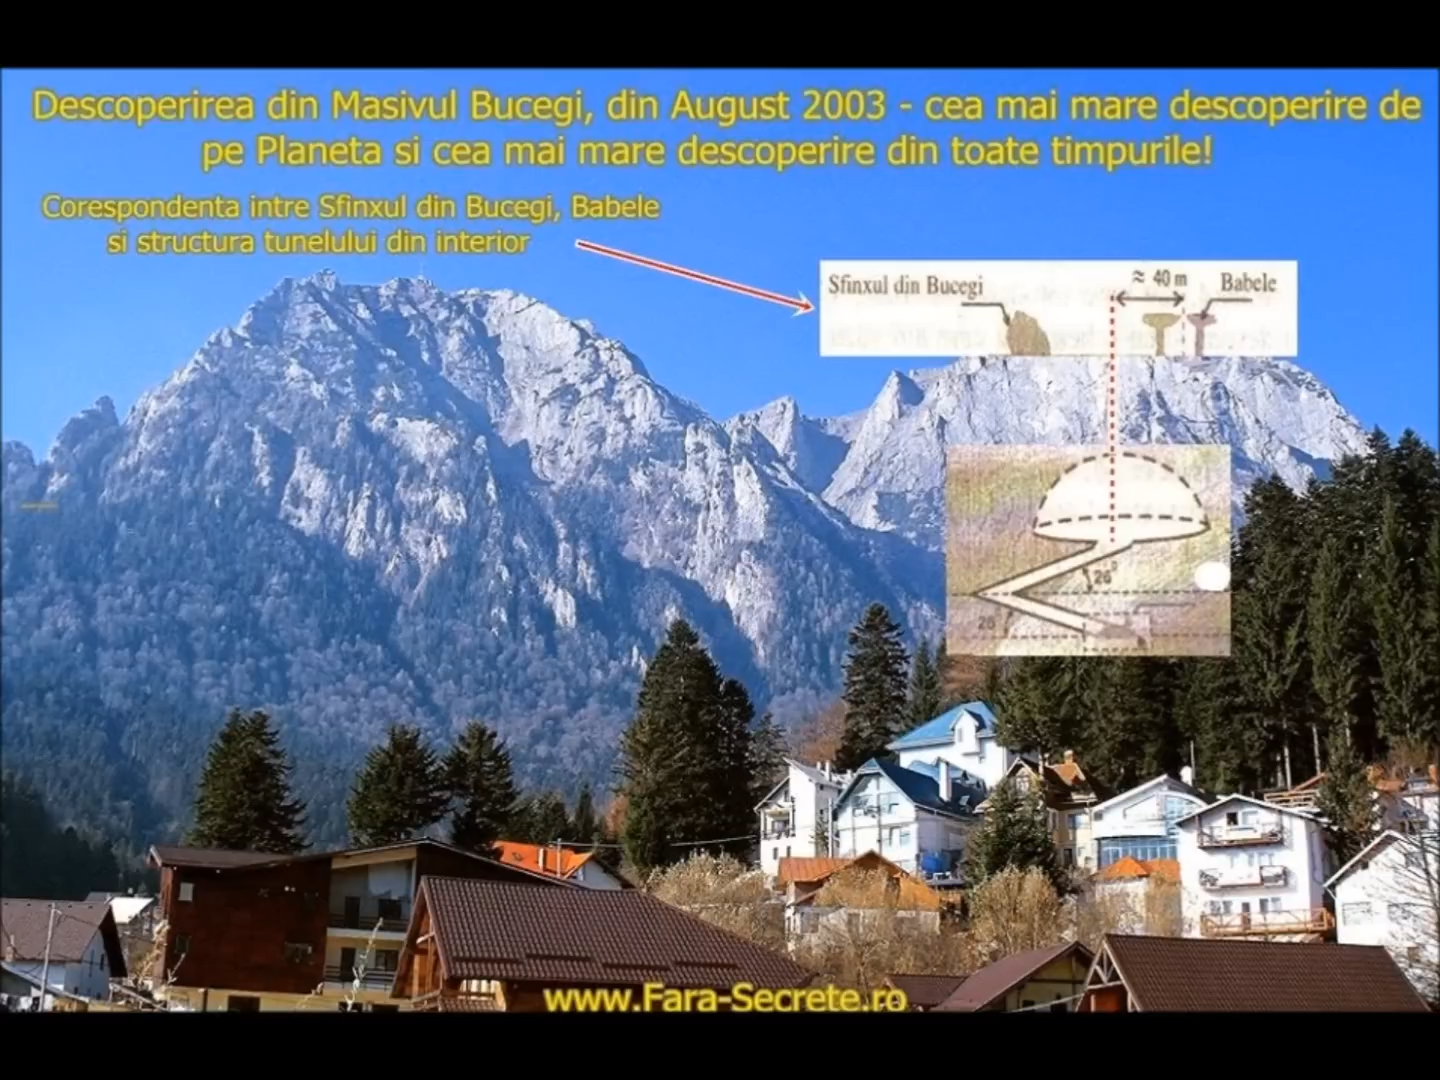 Descoperirea din Masivul Bucegi, din August 2003 - cea mai mare descoperire de
pe Planeta si cea mai mare descoperire din toate timpurile!
Corespondenta intre Sfinxul din Bucegi, Babele
si structura tunelului din interior
Sfinxul din Bucegi
≈ 40 m
Babele
26°
26°
www.Fara-Secrete.ro